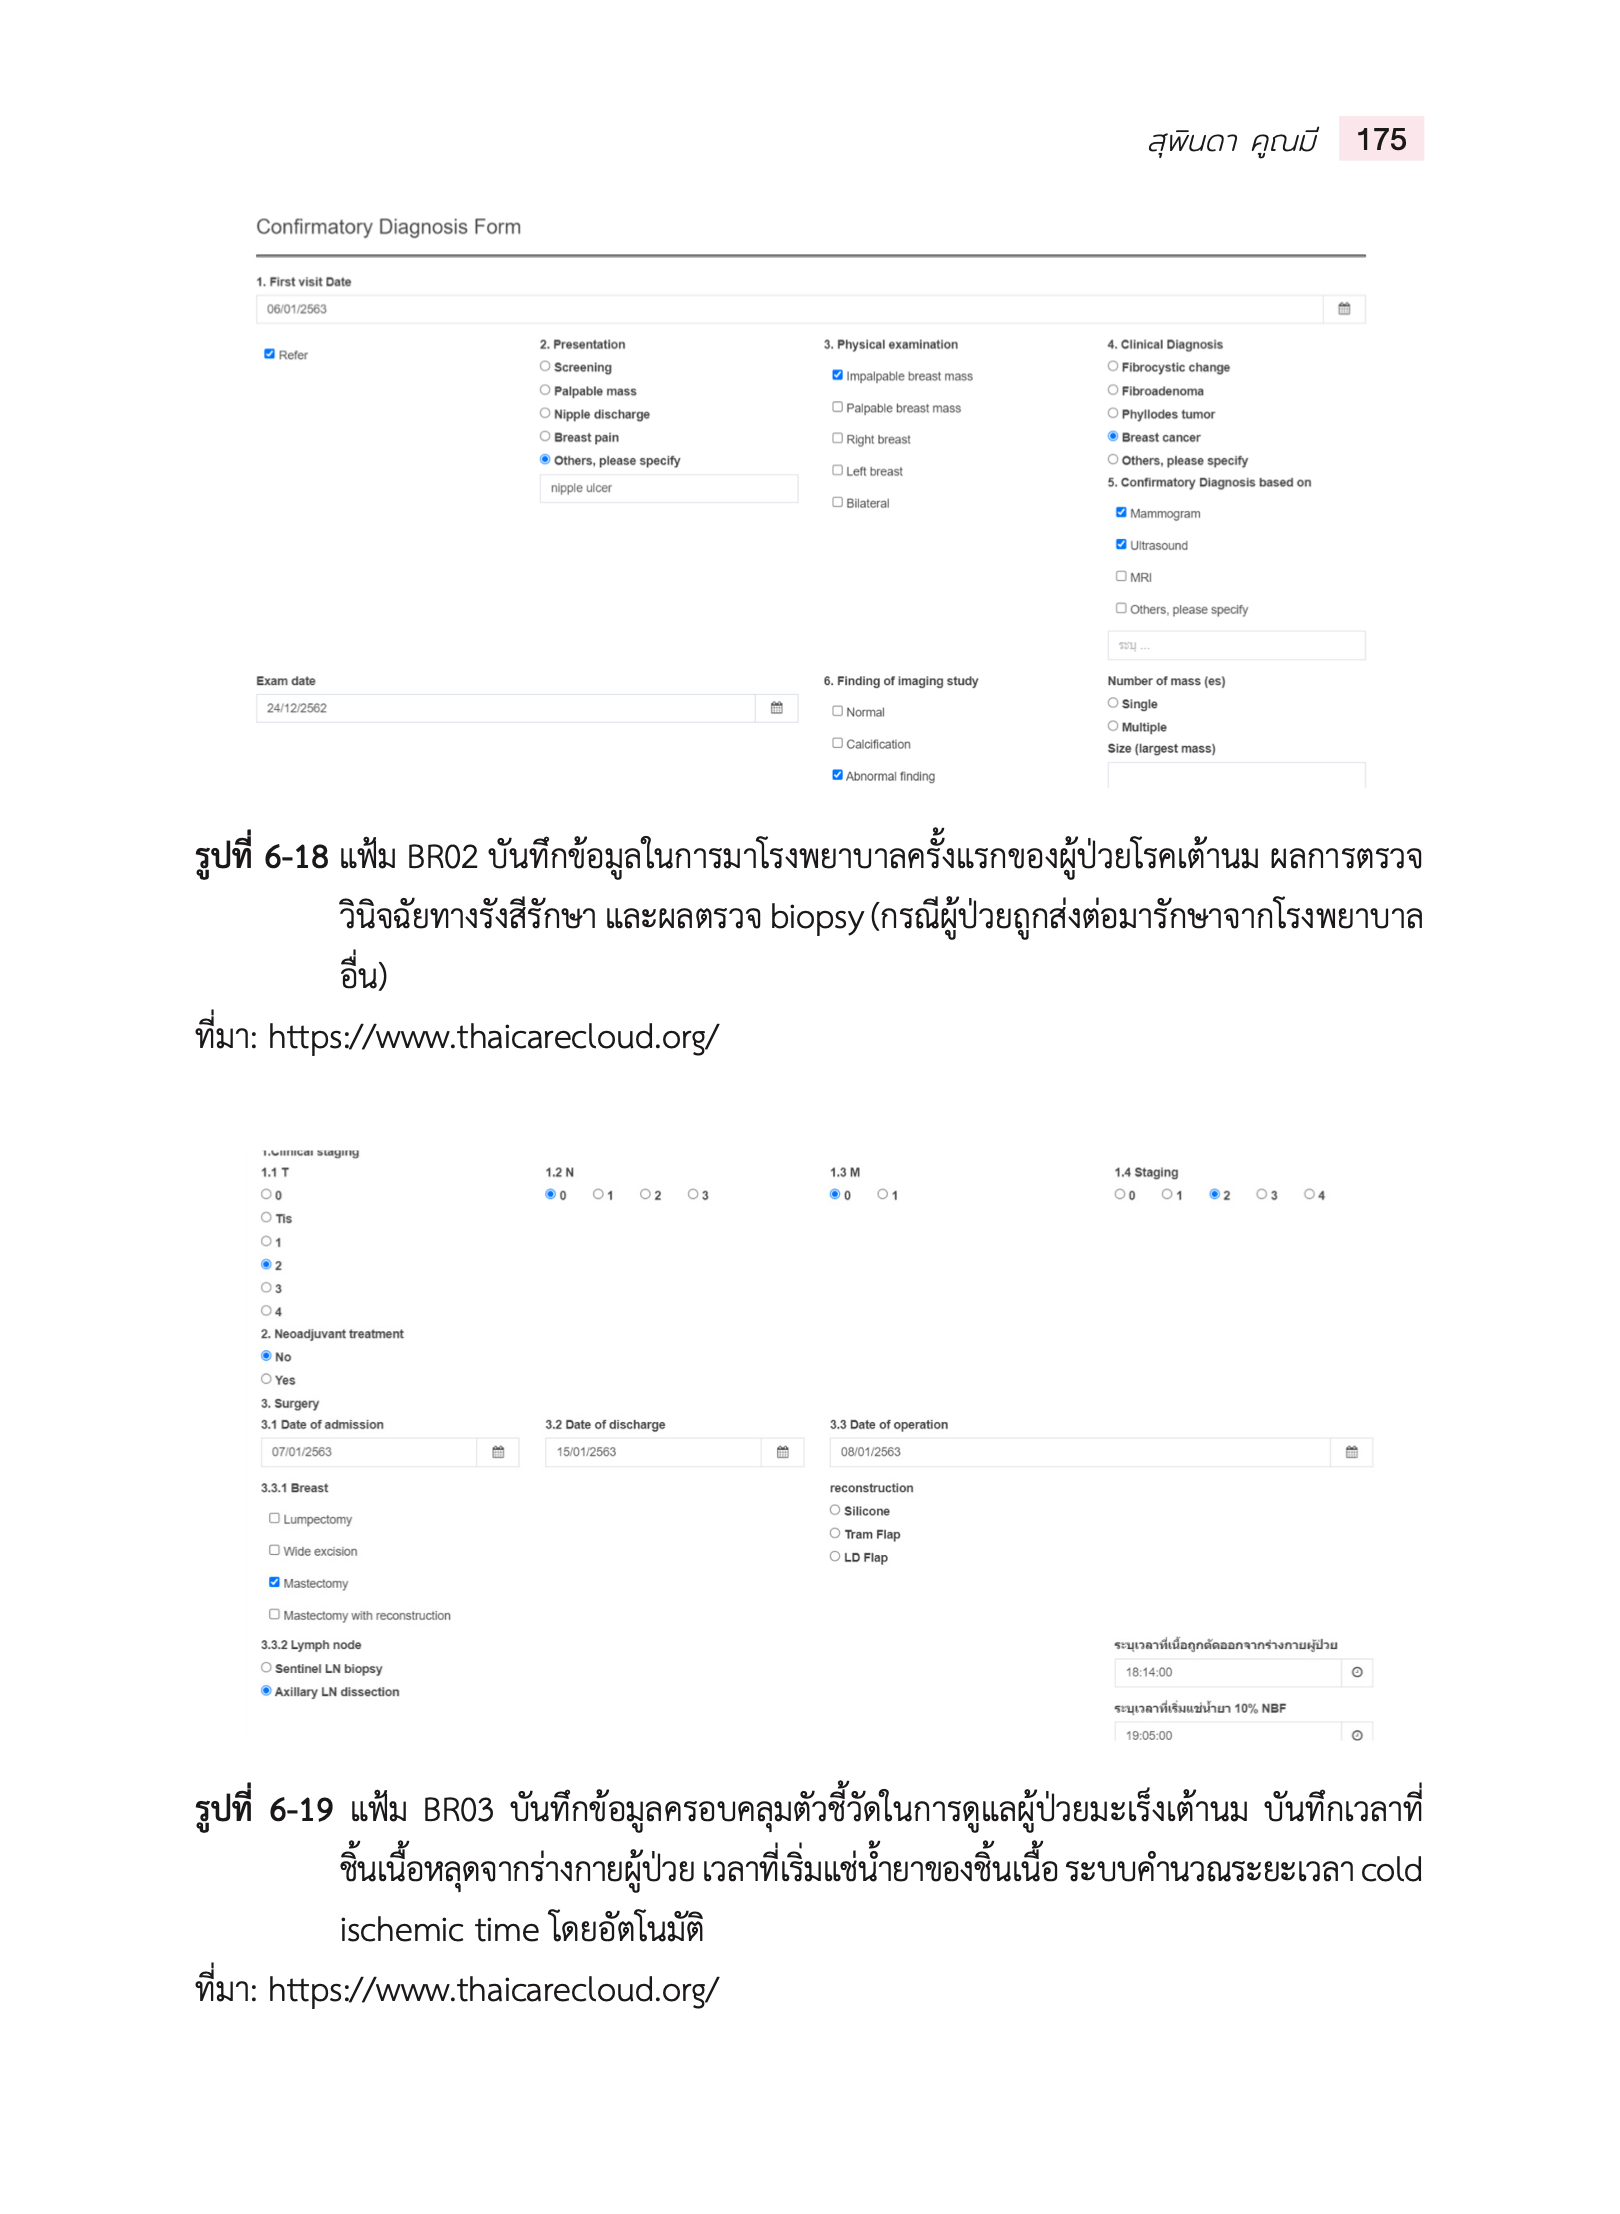 สุพินดา คูณมี 175
Confirmatory Diagnosis Form
1. First visit Date
06/01/2563
Refer
2. Presentation
Screening
Palpable mass
Nipple discharge
Breast pain
Others, please specify
nipple ulcer
3. Physical examination
Impalpable breast mass
Palpable breast mass
Right breast
Left breast
Bilateral
4. Clinical Diagnosis
Fibrocystic change
Fibroadenoma
Phyllodes tumor
Breast cancer
Others, please specify
5. Confirmatory Diagnosis based on
Mammogram
Ultrasound
MRI
Others, please specify
ระบุ ...
Exam date
24/12/2562
6. Finding of imaging study
Normal
Calcification
Abnormal finding
Number of mass (es)
Single
Multiple
Size (largest mass)
รูปที่ 6-18 แฟ้ม BR02 บันทึกข้อมูลในการมาโรงพยาบาลครั้งแรกของผู้ป่วยโรคเต้านม ผลการตรวจ
วินิจฉัยทางรังสีรักษา และผลตรวจ biopsy (กรณีผู้ป่วยถูกส่งต่อมารักษาจากโรงพยาบาล
อื่น)
ที่มา: https://www.thaicarecloud.org/
1.Clinical staging
1.1 T
0
Tis
1
2
3
4
1.2 N
0 1 2 3
1.3 M
0 1
1.4 Staging
0 1 2 3 4
2. Neoadjuvant treatment
No
Yes
3. Surgery
3.1 Date of admission
07/01/2563
3.2 Date of discharge
15/01/2563
3.3 Date of operation
08/01/2563
3.3.1 Breast
Lumpectomy
Wide excision
Mastectomy
Mastectomy with reconstruction
reconstruction
Silicone
Tram Flap
LD Flap
3.3.2 Lymph node
Sentinel LN biopsy
Axillary LN dissection
ระบุเวลาที่เนื้อถูกตัดออกจากร่างกายผู้ป่วย
18:14:00
ระบุเวลาที่เริ่มแช่น้ำยา 10% NBF
19:05:00
รูปที่ 6-19 แฟ้ม BR03 บันทึกข้อมูลครอบคลุมตัวชี้วัดในการดูแลผู้ป่วยมะเร็งเต้านม บันทึกเวลาที่
ชิ้นเนื้อหลุดจากร่างกายผู้ป่วย เวลาที่เริ่มแช่น้ำยาของชิ้นเนื้อ ระบบคำนวณระยะเวลา cold
ischemic time โดยอัตโนมัติ
ที่มา: https://www.thaicarecloud.org/